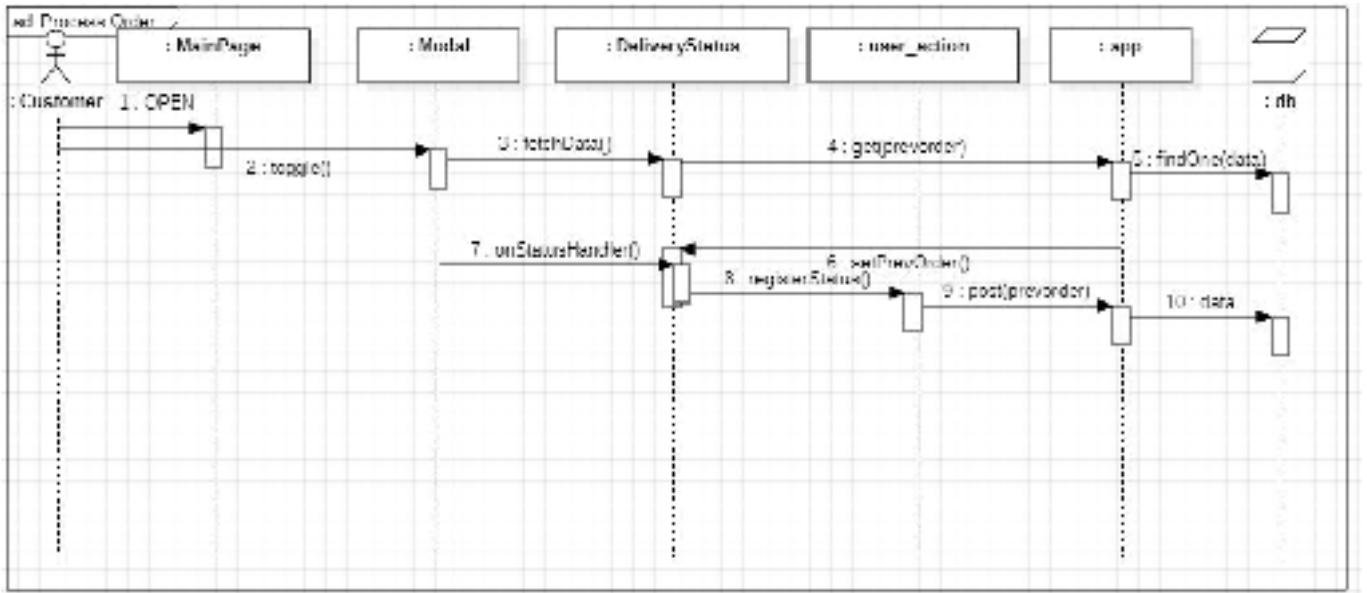 sd Process Order
: MainPage
: Modal
: DeliveryStatus
: user_action
: app
: Customer
: db
1 : OPEN
2 : toggle()
3 : fetchData()
4 : get(prevorder)
5 : findOne(data)
6 : setPrevOrder()
7 : onStatusHandler()
8 : registerStatus()
9 : post(prevorder)
10 : data